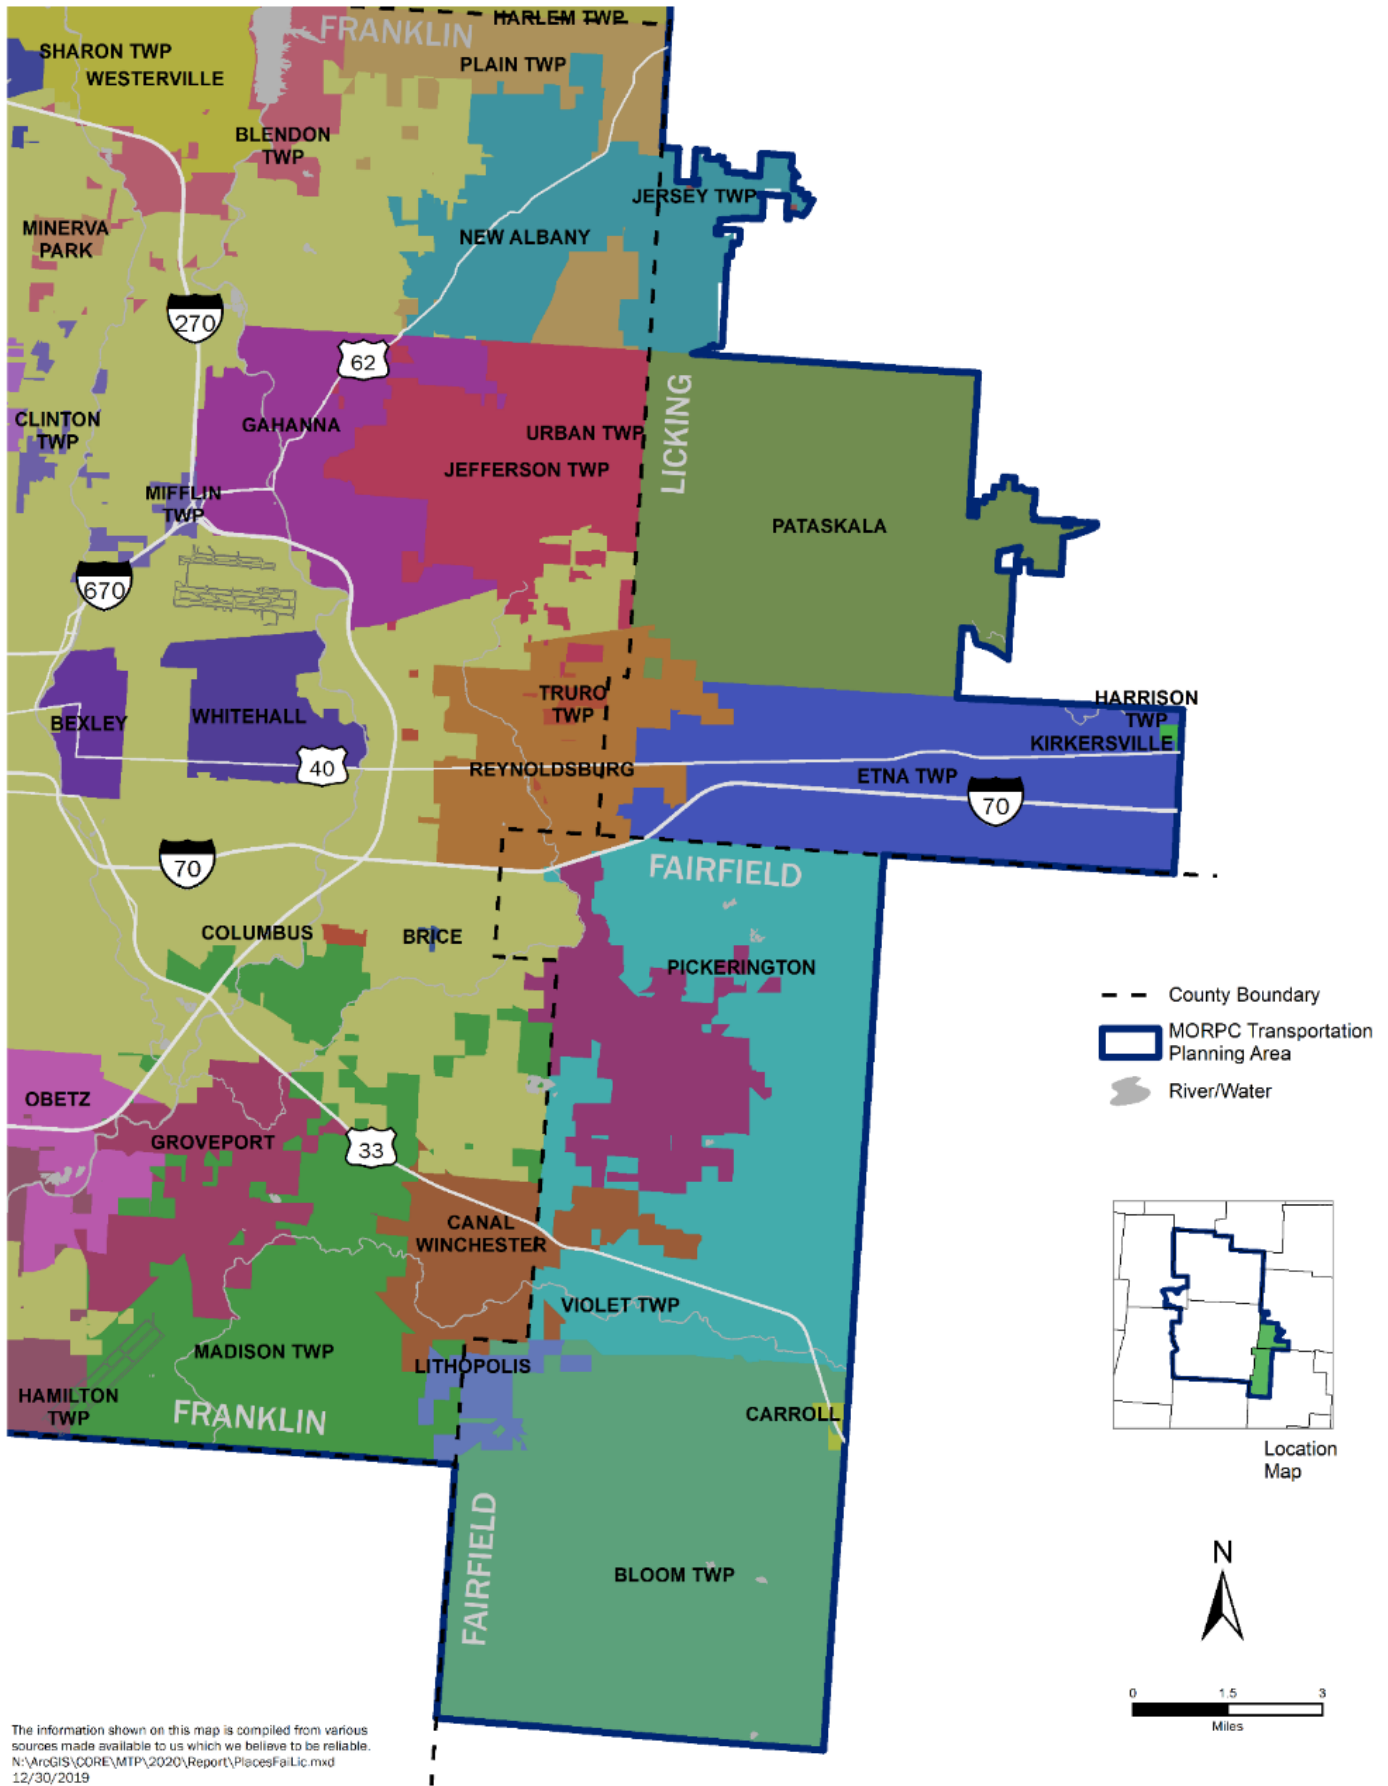 HARLEM TWP
FRANKLIN
SHARON TWP
PLAIN TWP
WESTERVILLE
BLENDON
TWP
JERSEY TWP
MINERVA
PARK
NEW ALBANY
270
62
LICKING
CLINTON
TWP
GAHANNA
URBAN TWP
JEFFERSON TWP
MIFFLIN
TWP
PATASKALA
670
TRURO
TWP
HARRISON
TWP
BEXLEY
WHITEHALL
KIRKERSVILLE
40
REYNOLDSBURG
ETNA TWP
70
70
FAIRFIELD
COLUMBUS
BRICE
PICKERINGTON
County Boundary
MORPC Transportation
Planning Area
River/Water
OBETZ
GROVEPORT
33
CANAL
WINCHESTER
VIOLET TWP
MADISON TWP
LITHOPOLIS
HAMILTON
TWP
FRANKLIN
CARROLL
Location
Map
FAIRFIELD
BLOOM TWP
N
0 1.5 3
Miles
The information shown on this map is compiled from various
sources made available to us which we believe to be reliable.
N:\ArcGIS\CORE\MTP\2020\Report\PlacesFaiLic.mxd
12/30/2019